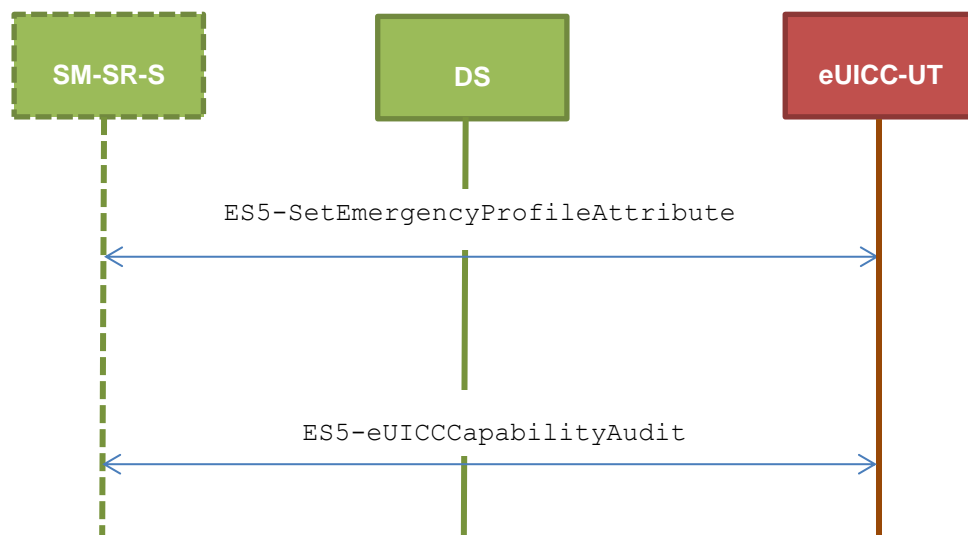 SM-SR-S
DS
eUICC-UT
ES5-SetEmergencyProfileAttribute
ES5-eUICCCapabilityAudit